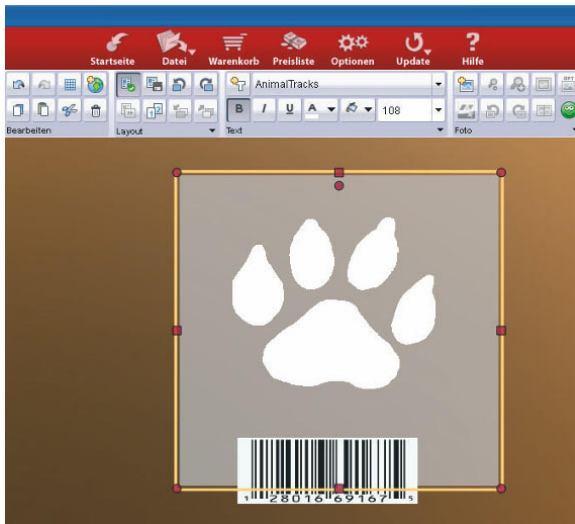 Startseite Datei Warenkorb Preisliste Optionen Update Hilfe
AnimalTracks
B I U A 108
Bearbeiten Layout Text Foto
1 28016 69167 5